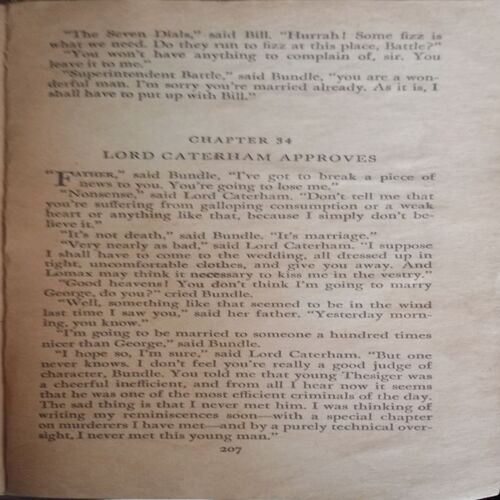 "The Seven Dials," said Bill. "Hurrah! Some fizz is
what we need. Do they run to fizz at this place, Battle?"
"You won't have anything to complain of, sir. You
leave it to me."
"Superintendent Battle," said Bundle, "you are a won-
derful man. I'm sorry you're married already. As it is, I
shall have to put up with Bill."
CHAPTER 34
LORD CATERHAM APPROVES
"FATHER," said Bundle, "I've got to break a piece of
news to you. You're going to lose me."
"Nonsense," said Lord Caterham. "Don't tell me that
you're suffering from galloping consumption or a weak
heart or anything like that, because I simply don't be-
lieve it."
"It's not death," said Bundle. "It's marriage."
"Very nearly as bad," said Lord Caterham. "I suppose
I shall have to come to the wedding, all dressed up in
tight, uncomfortable clothes, and give you away. And
Lomax may think it necessary to kiss me in the vestry."
"Good heavens! You don't think I'm going to marry
George, do you?" cried Bundle.
"Well, something like that seemed to be in the wind
last time I saw you," said her father. "Yesterday morn-
ing, you know."
"I'm going to be married to someone a hundred times
nicer than George," said Bundle.
"I hope so, I'm sure," said Lord Caterham. "But one
never knows. I don't feel you're really a good judge of
character, Bundle. You told me that young Thesiger was
a cheerful inefficient, and from all I hear now it seems
that he was one of the most efficient criminals of the day.
The sad thing is that I never met him. I was thinking of
writing my reminiscences soon—with a special chapter
on murderers I have met—and by a purely technical over-
sight, I never met this young man."
207